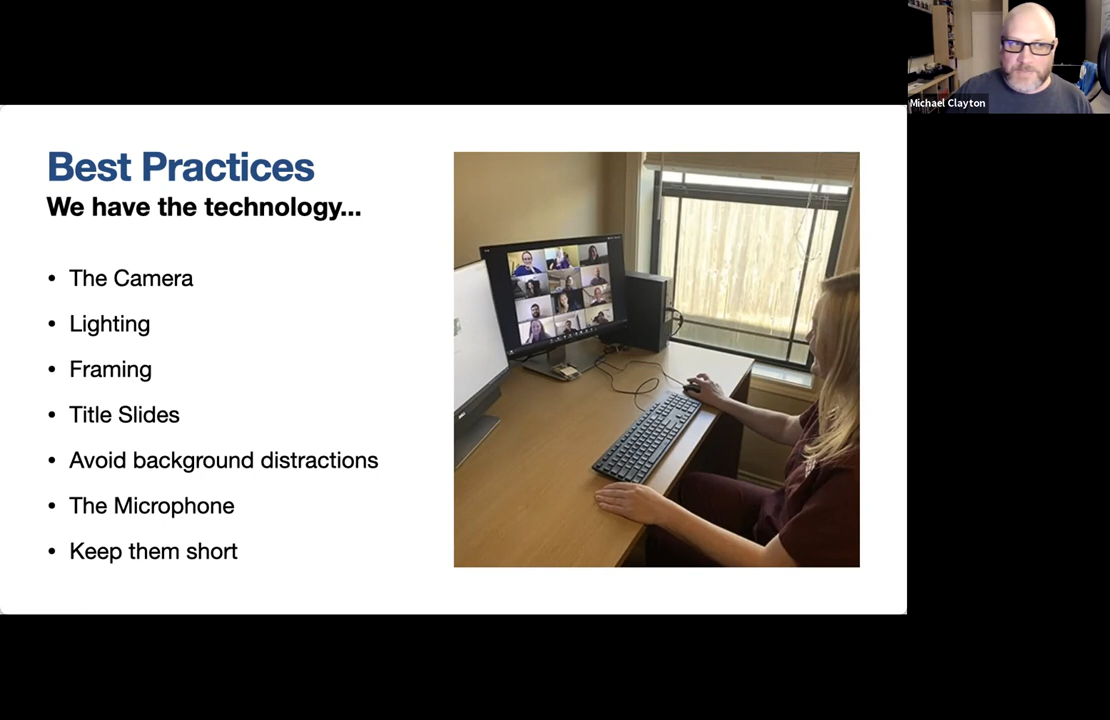 Michael Clayton
Best Practices
We have the technology...
• The Camera
• Lighting
• Framing
• Title Slides
• Avoid background distractions
• The Microphone
• Keep them short